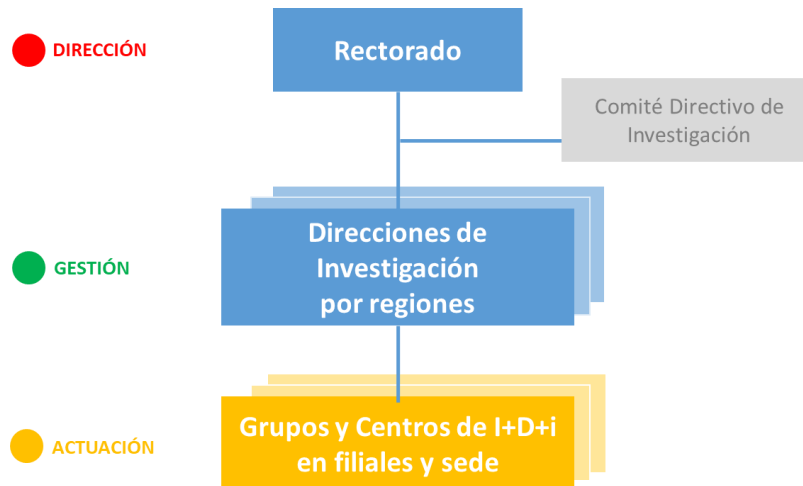 DIRECCIÓN
Rectorado
Comité Directivo de
Investigación
GESTIÓN
Direcciones de
Investigación
por regiones
ACTUACIÓN
Grupos y Centros de I+D+i
en filiales y sede